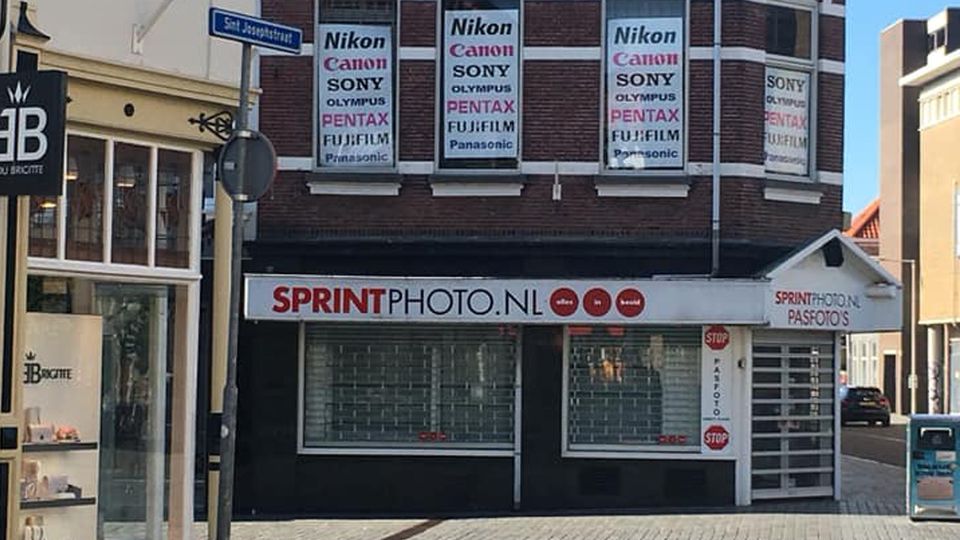 Sint Josephstraat
Nikon
Canon
SONY
OLYMPUS
PENTAX
FUJIFILM
Panasonic
Nikon
Canon
SONY
OLYMPUS
PENTAX
FUJIFILM
Panasonic
Nikon
Canon
SONY
OLYMPUS
PENTAX
FUJIFILM
Panasonic
SONY
OLYMPUS
PENTAX
FUJIFILM
Panasonic
BRIGITTE
BRIGITTE
SPRINTPHOTO.NL alles in beeld
SPRINTPHOTO.NL
PASFOTO'S
STOP
PASFOTO
STOP